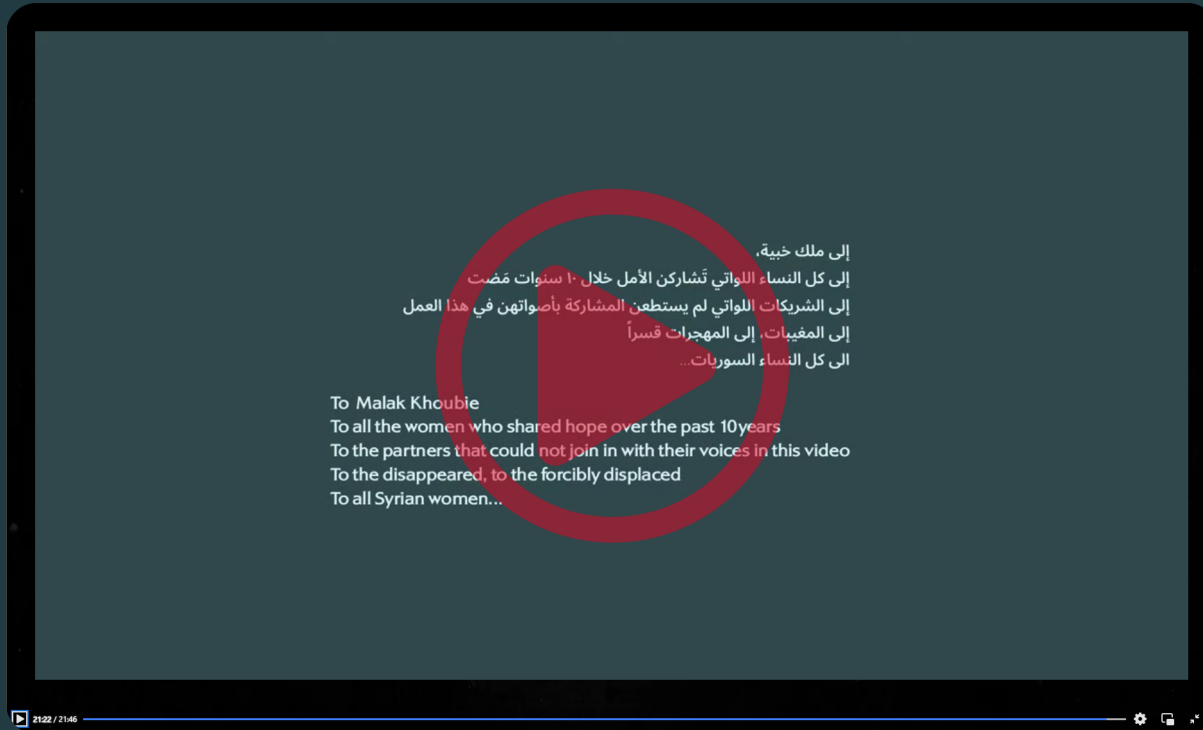 إلى ملك خبية،
إلى كل النساء اللواتي تَشاركن الأمل خلال ١٠ سنوات مَضت
إلى الشريكات اللواتي لم يستطعن المشاركة بأصواتهن في هذا العمل
إلى المغيبات، إلى المهجرات قسراً
الى كل النساء السوريات...
To Malak Khoubie
To all the women who shared hope over the past 10years
To the partners that could not join in with their voices in this video
To the disappeared, to the forcibly displaced
To all Syrian women...
21:22 / 21:46